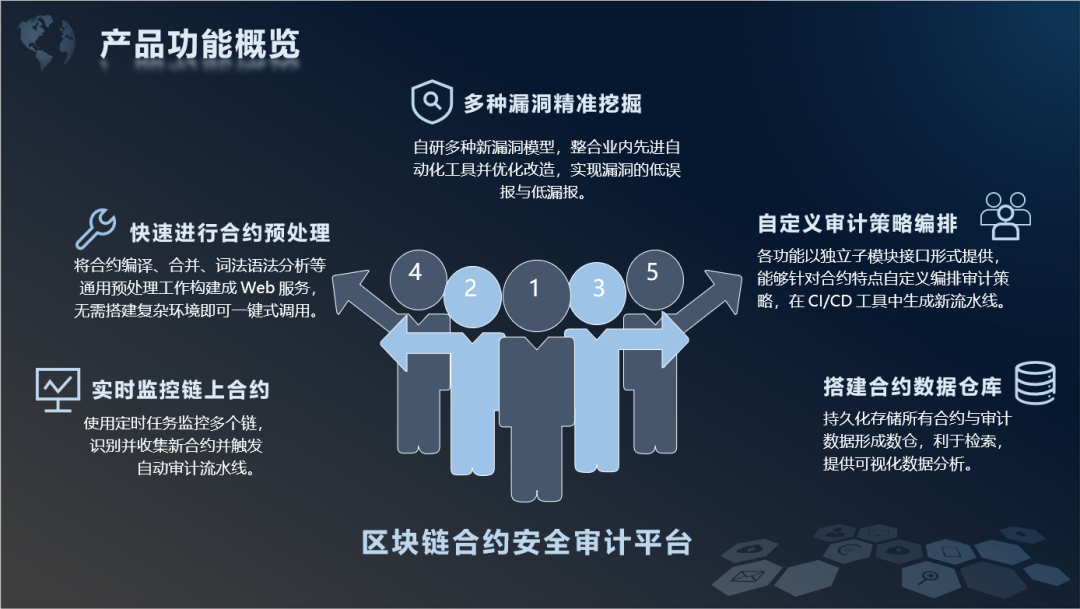 产品功能概览
多种漏洞精准挖掘
自研多种新漏洞模型，整合业内先进自
动化工具并优化改造，实现漏洞的低误
报与低漏报。
快速进行合约预处理
将合约编译、合并、词法语法分析等
通用预处理工作构建成 Web 服务，
无需搭建复杂环境即可一键式调用。
自定义审计策略编排
各功能以独立子模块接口形式提供，
能够针对合约特点自定义编排审计策
略，在 CI/CD 工具中生成新流水线。
4
2
1
3
5
实时监控链上合约
使用定时任务监控多个链，
识别并收集新合约并触发
自动审计流水线。
搭建合约数据仓库
持久化存储所有合约与审计
数据形成数仓，利于检索，
提供可视化数据分析。
区块链合约安全审计平台